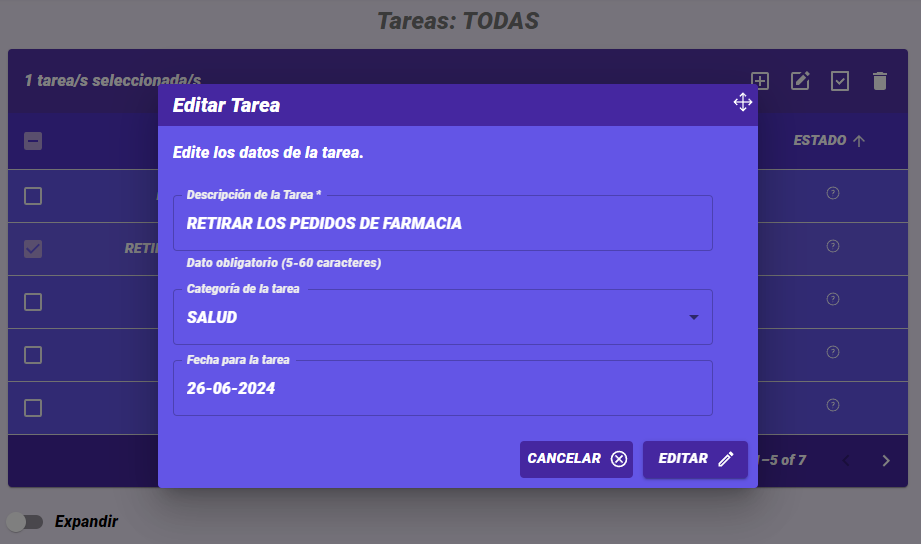 Tareas: TODAS
1 tarea/s seleccionada/s
Editar Tarea
Edite los datos de la tarea.
ESTADO
Descripción de la Tarea *
RETIRAR LOS PEDIDOS DE FARMACIA
Dato obligatorio (5-60 caracteres)
Categoría de la tarea
SALUD
Fecha para la tarea
26-06-2024
CANCELAR
EDITAR
1–5 of 7
Expandir